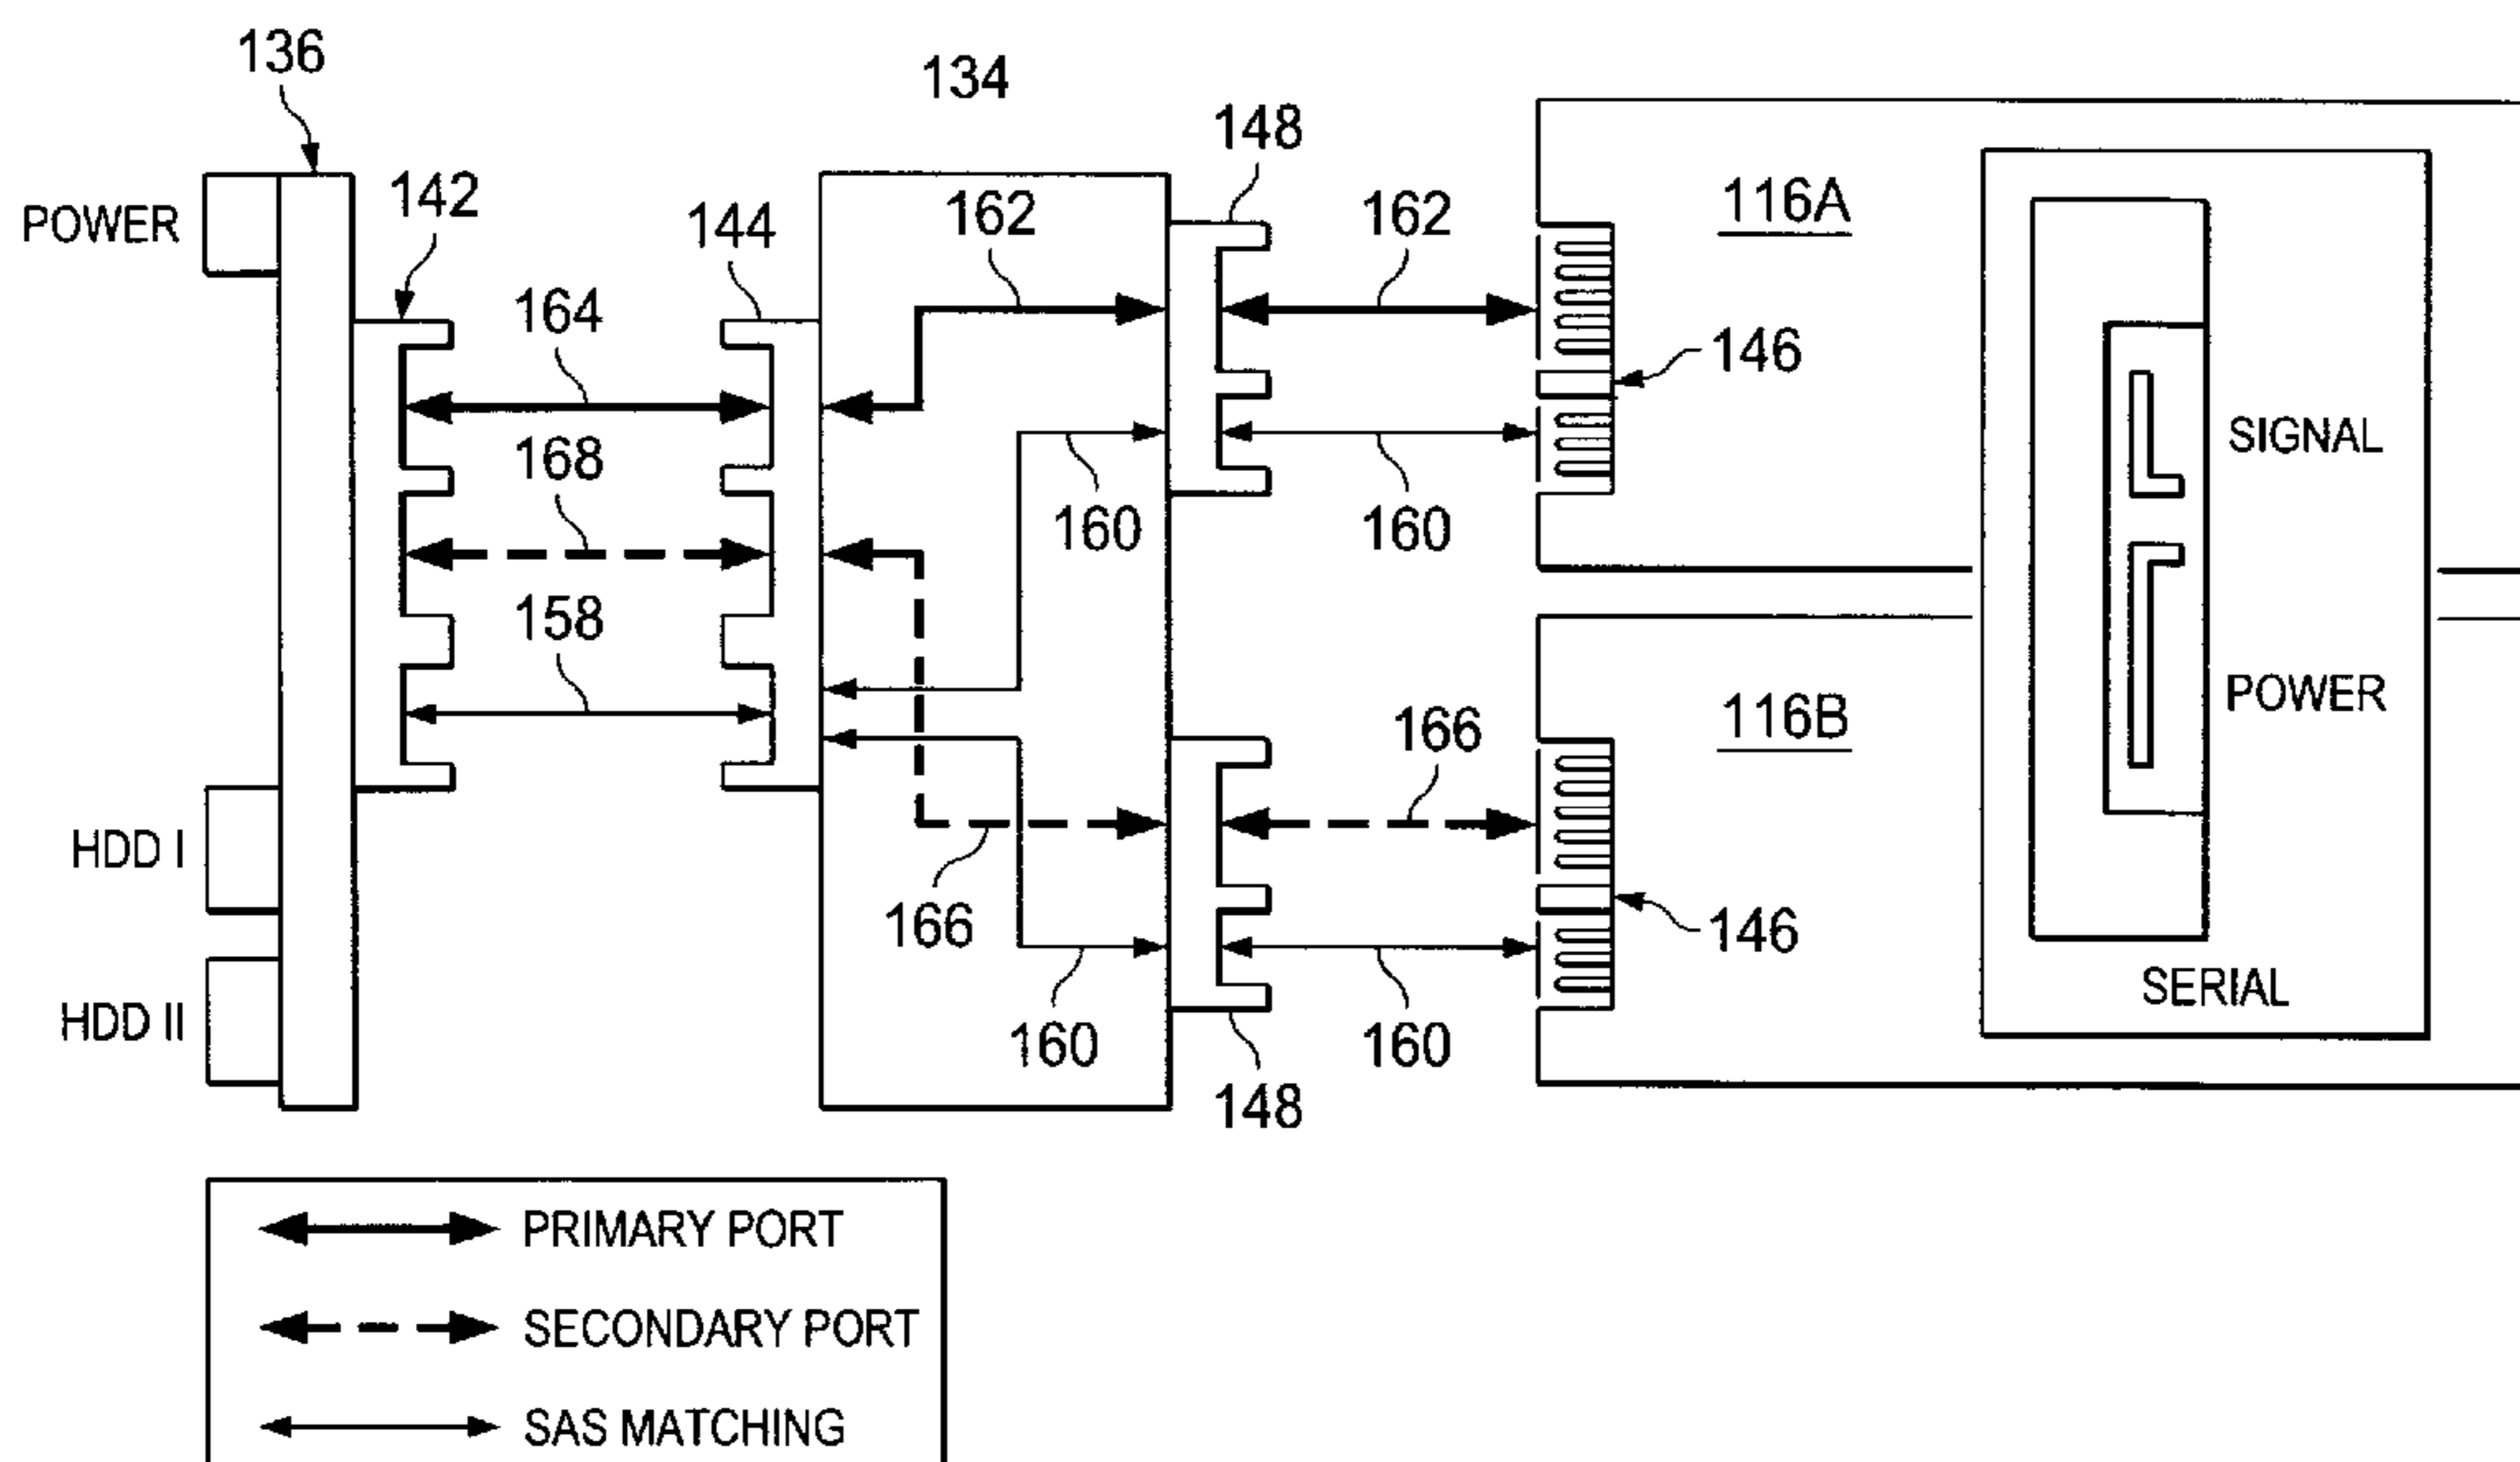 136
134
148
142
POWER
144
162
162
116A
164
146
168
SIGNAL
160
160
158
POWER
116B
166
HDD I
166
146
SERIAL
HDD II
160
160
148
PRIMARY PORT
SECONDARY PORT
SAS MATCHING